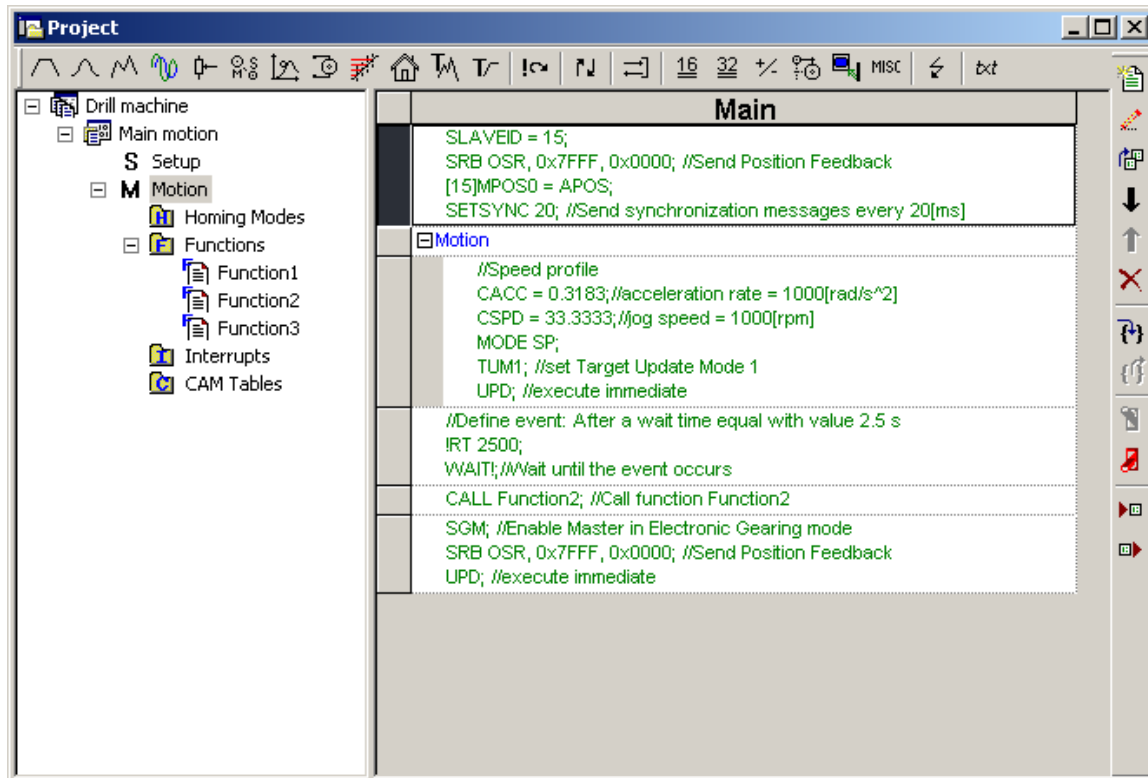 Project
16
32
+/-
MISC
txt
Drill machine
Main motion
S Setup
M Motion
H Homing Modes
F Functions
F Function1
F Function2
F Function3
I Interrupts
C CAM Tables
Main
SLAVEID = 15;
SRB OSR, 0x7FFF, 0x0000; //Send Position Feedback
[15]MPOS0 = APOS;
SETSYNC 20; //Send synchronization messages every 20[ms]
Motion
//Speed profile
CACC = 0.3183;//acceleration rate = 1000[rad/s^2]
CSPD = 33.3333;//jog speed = 1000[rpm]
MODE SP;
TUM1; //set Target Update Mode 1
UPD; //execute immediate
//Define event: After a wait time equal with value 2.5 s
!RT 2500;
WAIT!;//Wait until the event occurs
CALL Function2; //Call function Function2
SGM; //Enable Master in Electronic Gearing mode
SRB OSR, 0x7FFF, 0x0000; //Send Position Feedback
UPD; //execute immediate